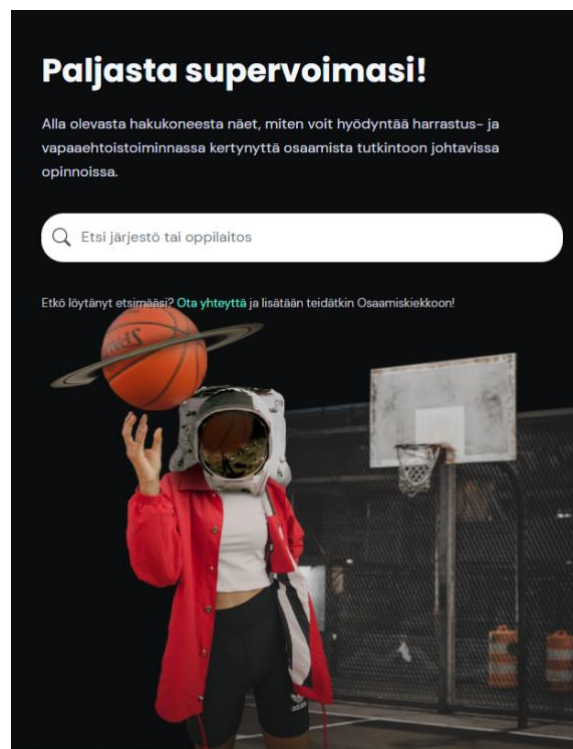 Paljasta supervoimasi!
Alla olevasta hakukoneesta näet, miten voit hyödyntää harrastus- ja
vapaaehtoistoiminnassa kertynyttä osaamista tutkintoon johtavissa
opinnoissa.
Etsi järjestö tai oppilaitos
Etkö löytänyt etsimääsi? Ota yhteyttä ja lisätään teidätkin Osaamiskiekkoon!
adidas